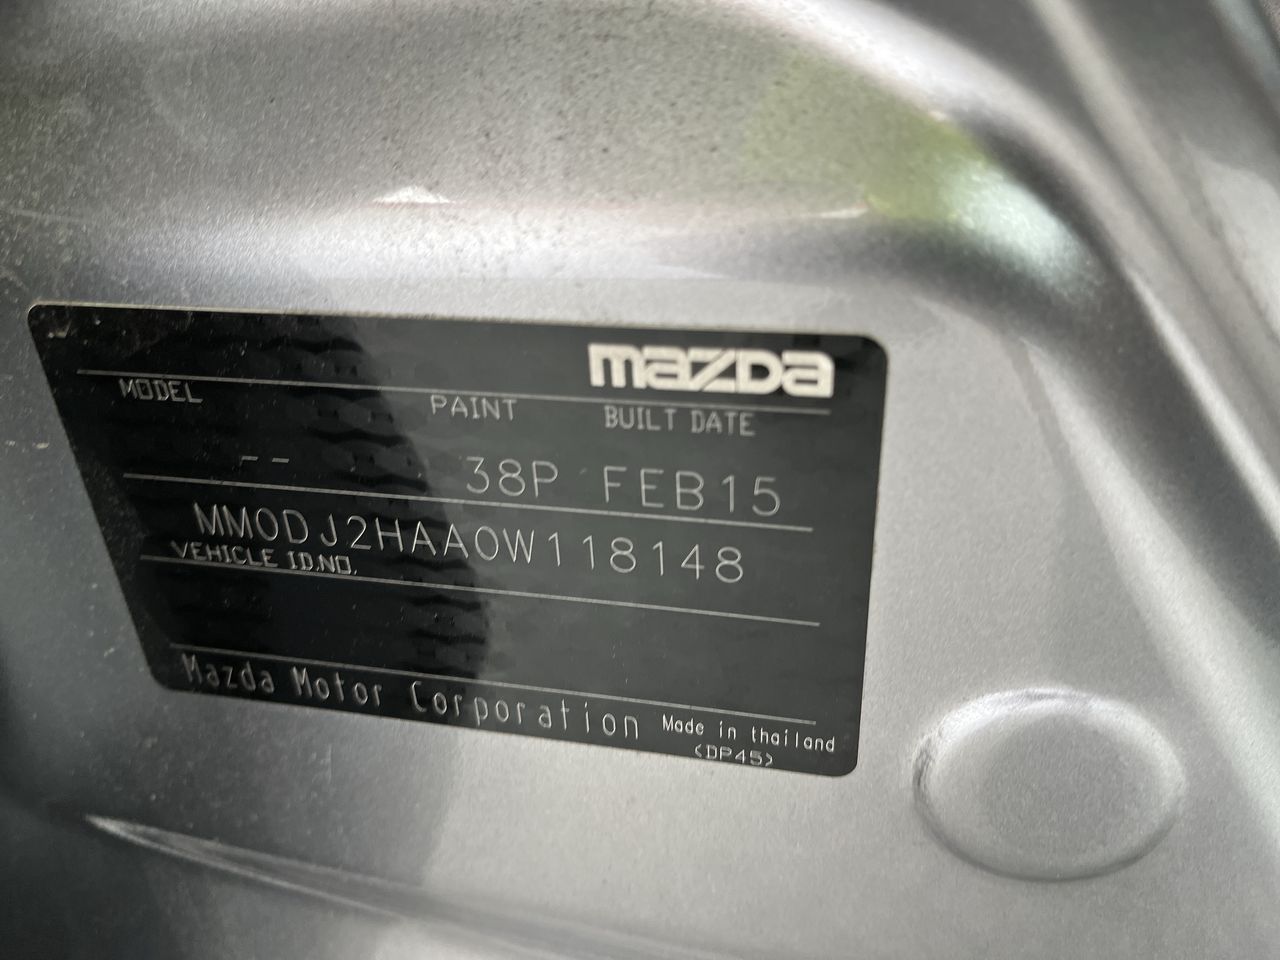 mazda
MODEL PAINT BUILT DATE
-- 38P FEB15
MM0DJ2HAA0W118148
VEHICLE ID.NO.
Mazda Motor Corporation Made in thailand
<DP45>